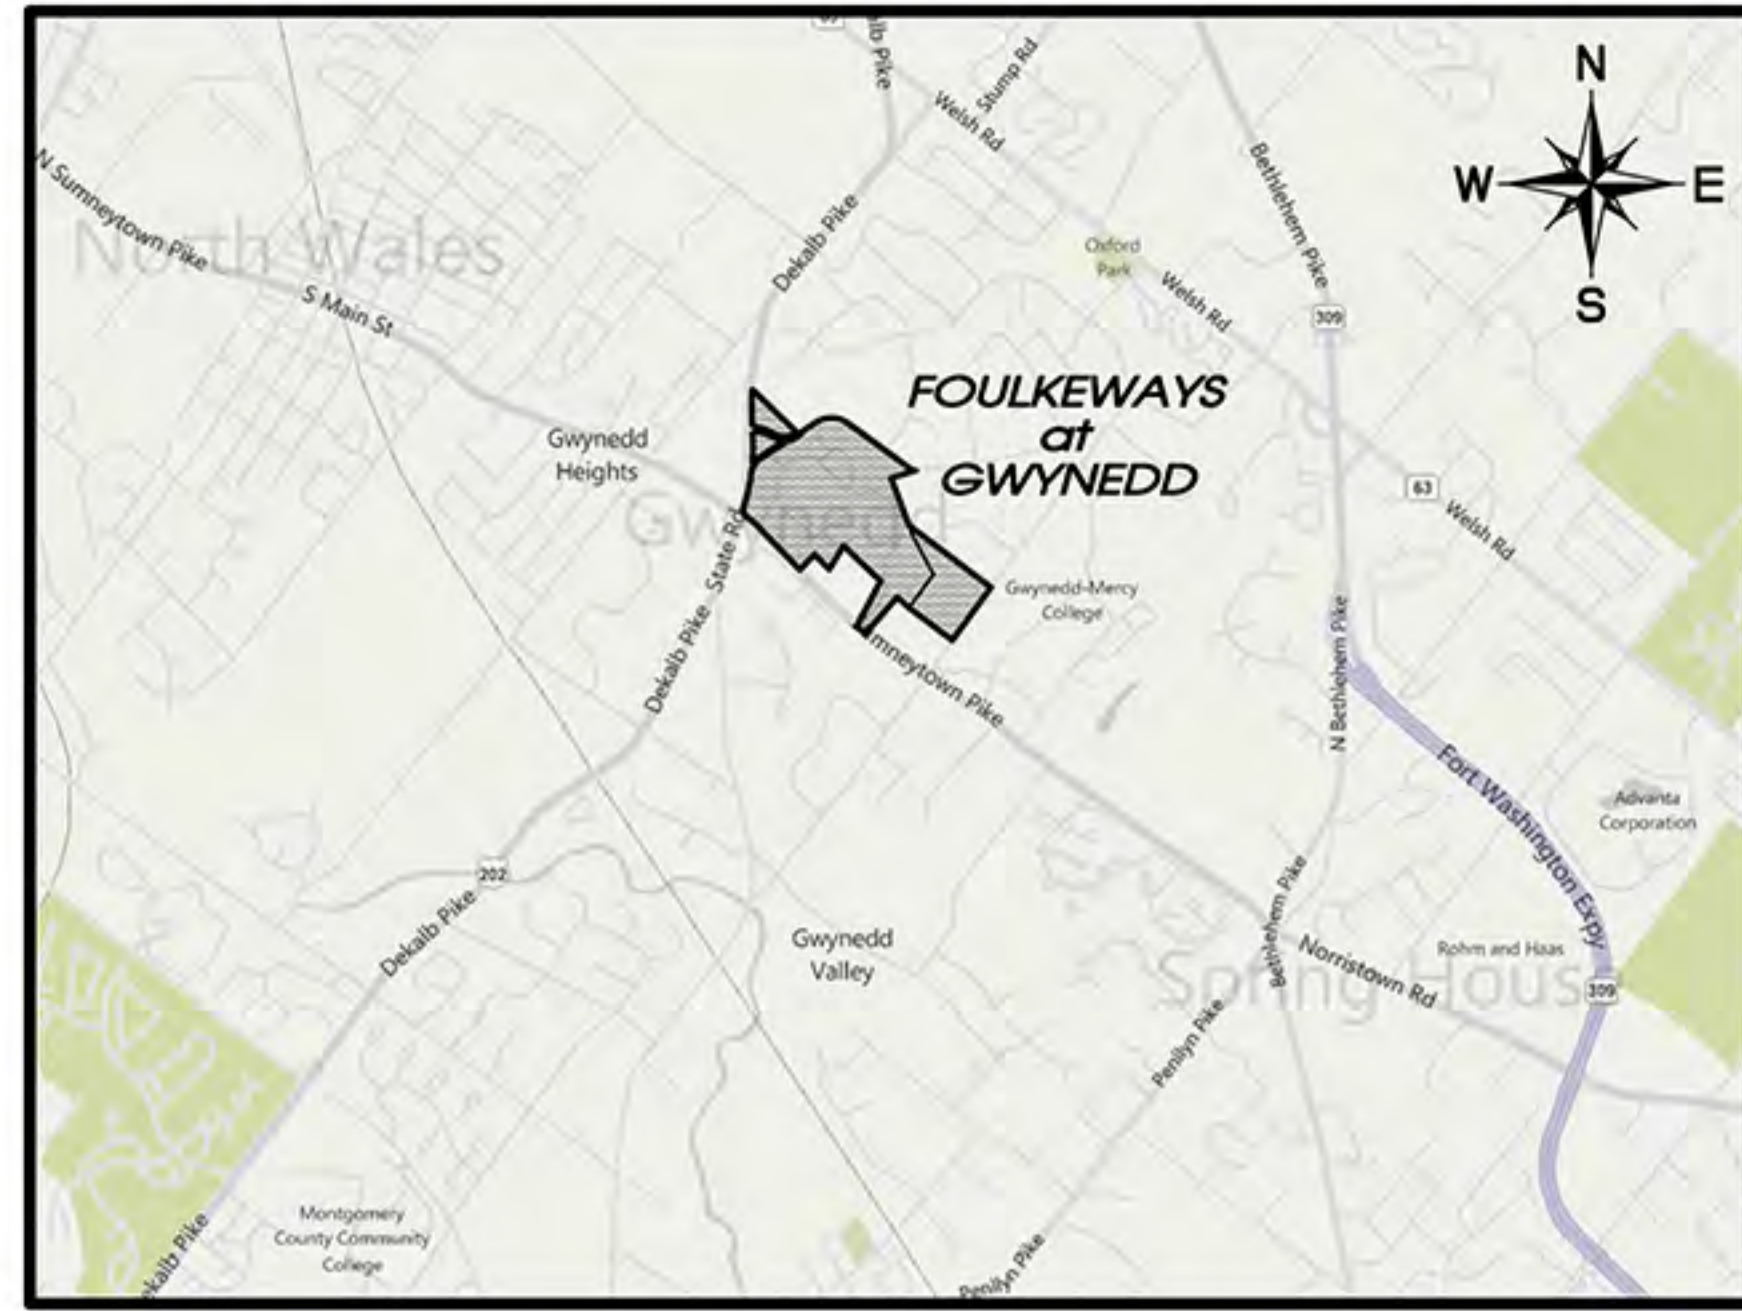 lb Pike
Stump Rd
Welsh Rd
N
W
E
S
Bethlehem Pike
N Sumneytown Pike
North Wales
Dekalb Pike
Oxford
Park
Welsh Rd
S Main St
309
FOULKEWAYS
at
GWYNEDD
Gwynedd
Heights
63
Welsh Rd
State Rd
Gwynedd-Mercy
College
Dekalb Pike
mneytown Pike
N Bethlehem Pike
Fort Washington Expy
Advanta
Corporation
202
Dekalb Pike
Bethlehem Pike
Gwynedd
Valley
Norristown Rd
Rohm and Haas
Spring House
309
Penllyn Pike
Montgomery
County Community
College
ekalb Pike
Penllyn Pike